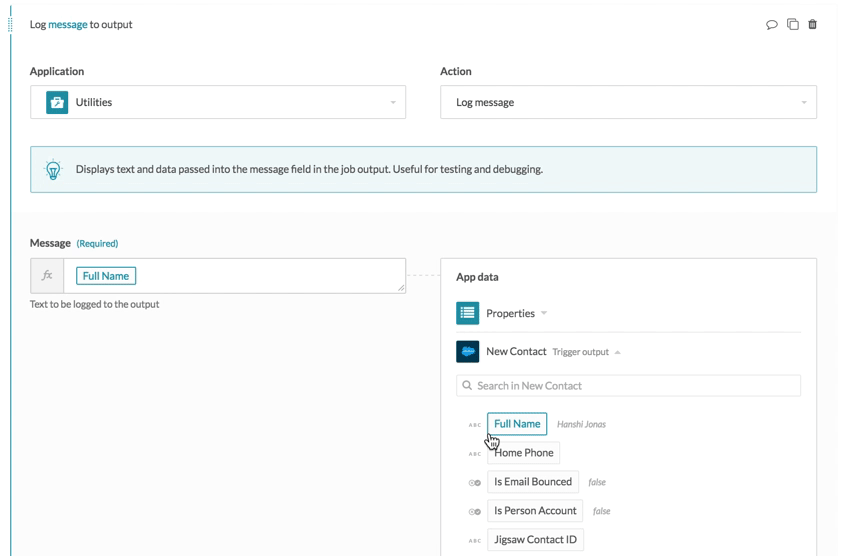 Log message to output
Application
Action
Utilities
Log message
Displays text and data passed into the message field in the job output. Useful for testing and debugging.
Message (Required)
fx
Full Name
Text to be logged to the output
App data
Properties
New Contact Trigger output
Search in New Contact
ABC Full Name Hanshi Jonas
ABC Home Phone
Is Email Bounced false
Is Person Account false
ABC Jigsaw Contact ID